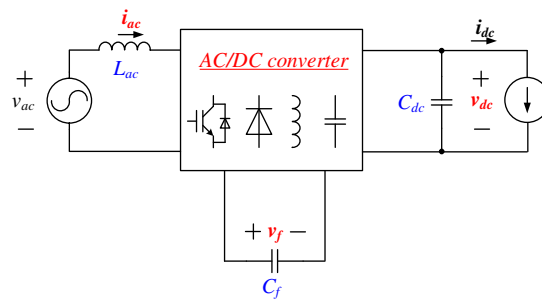 i_ac
i_dc
AC/DC converter
L_ac
+
v_ac
−
C_dc
+
v_dc
−
+ v_f −
C_f